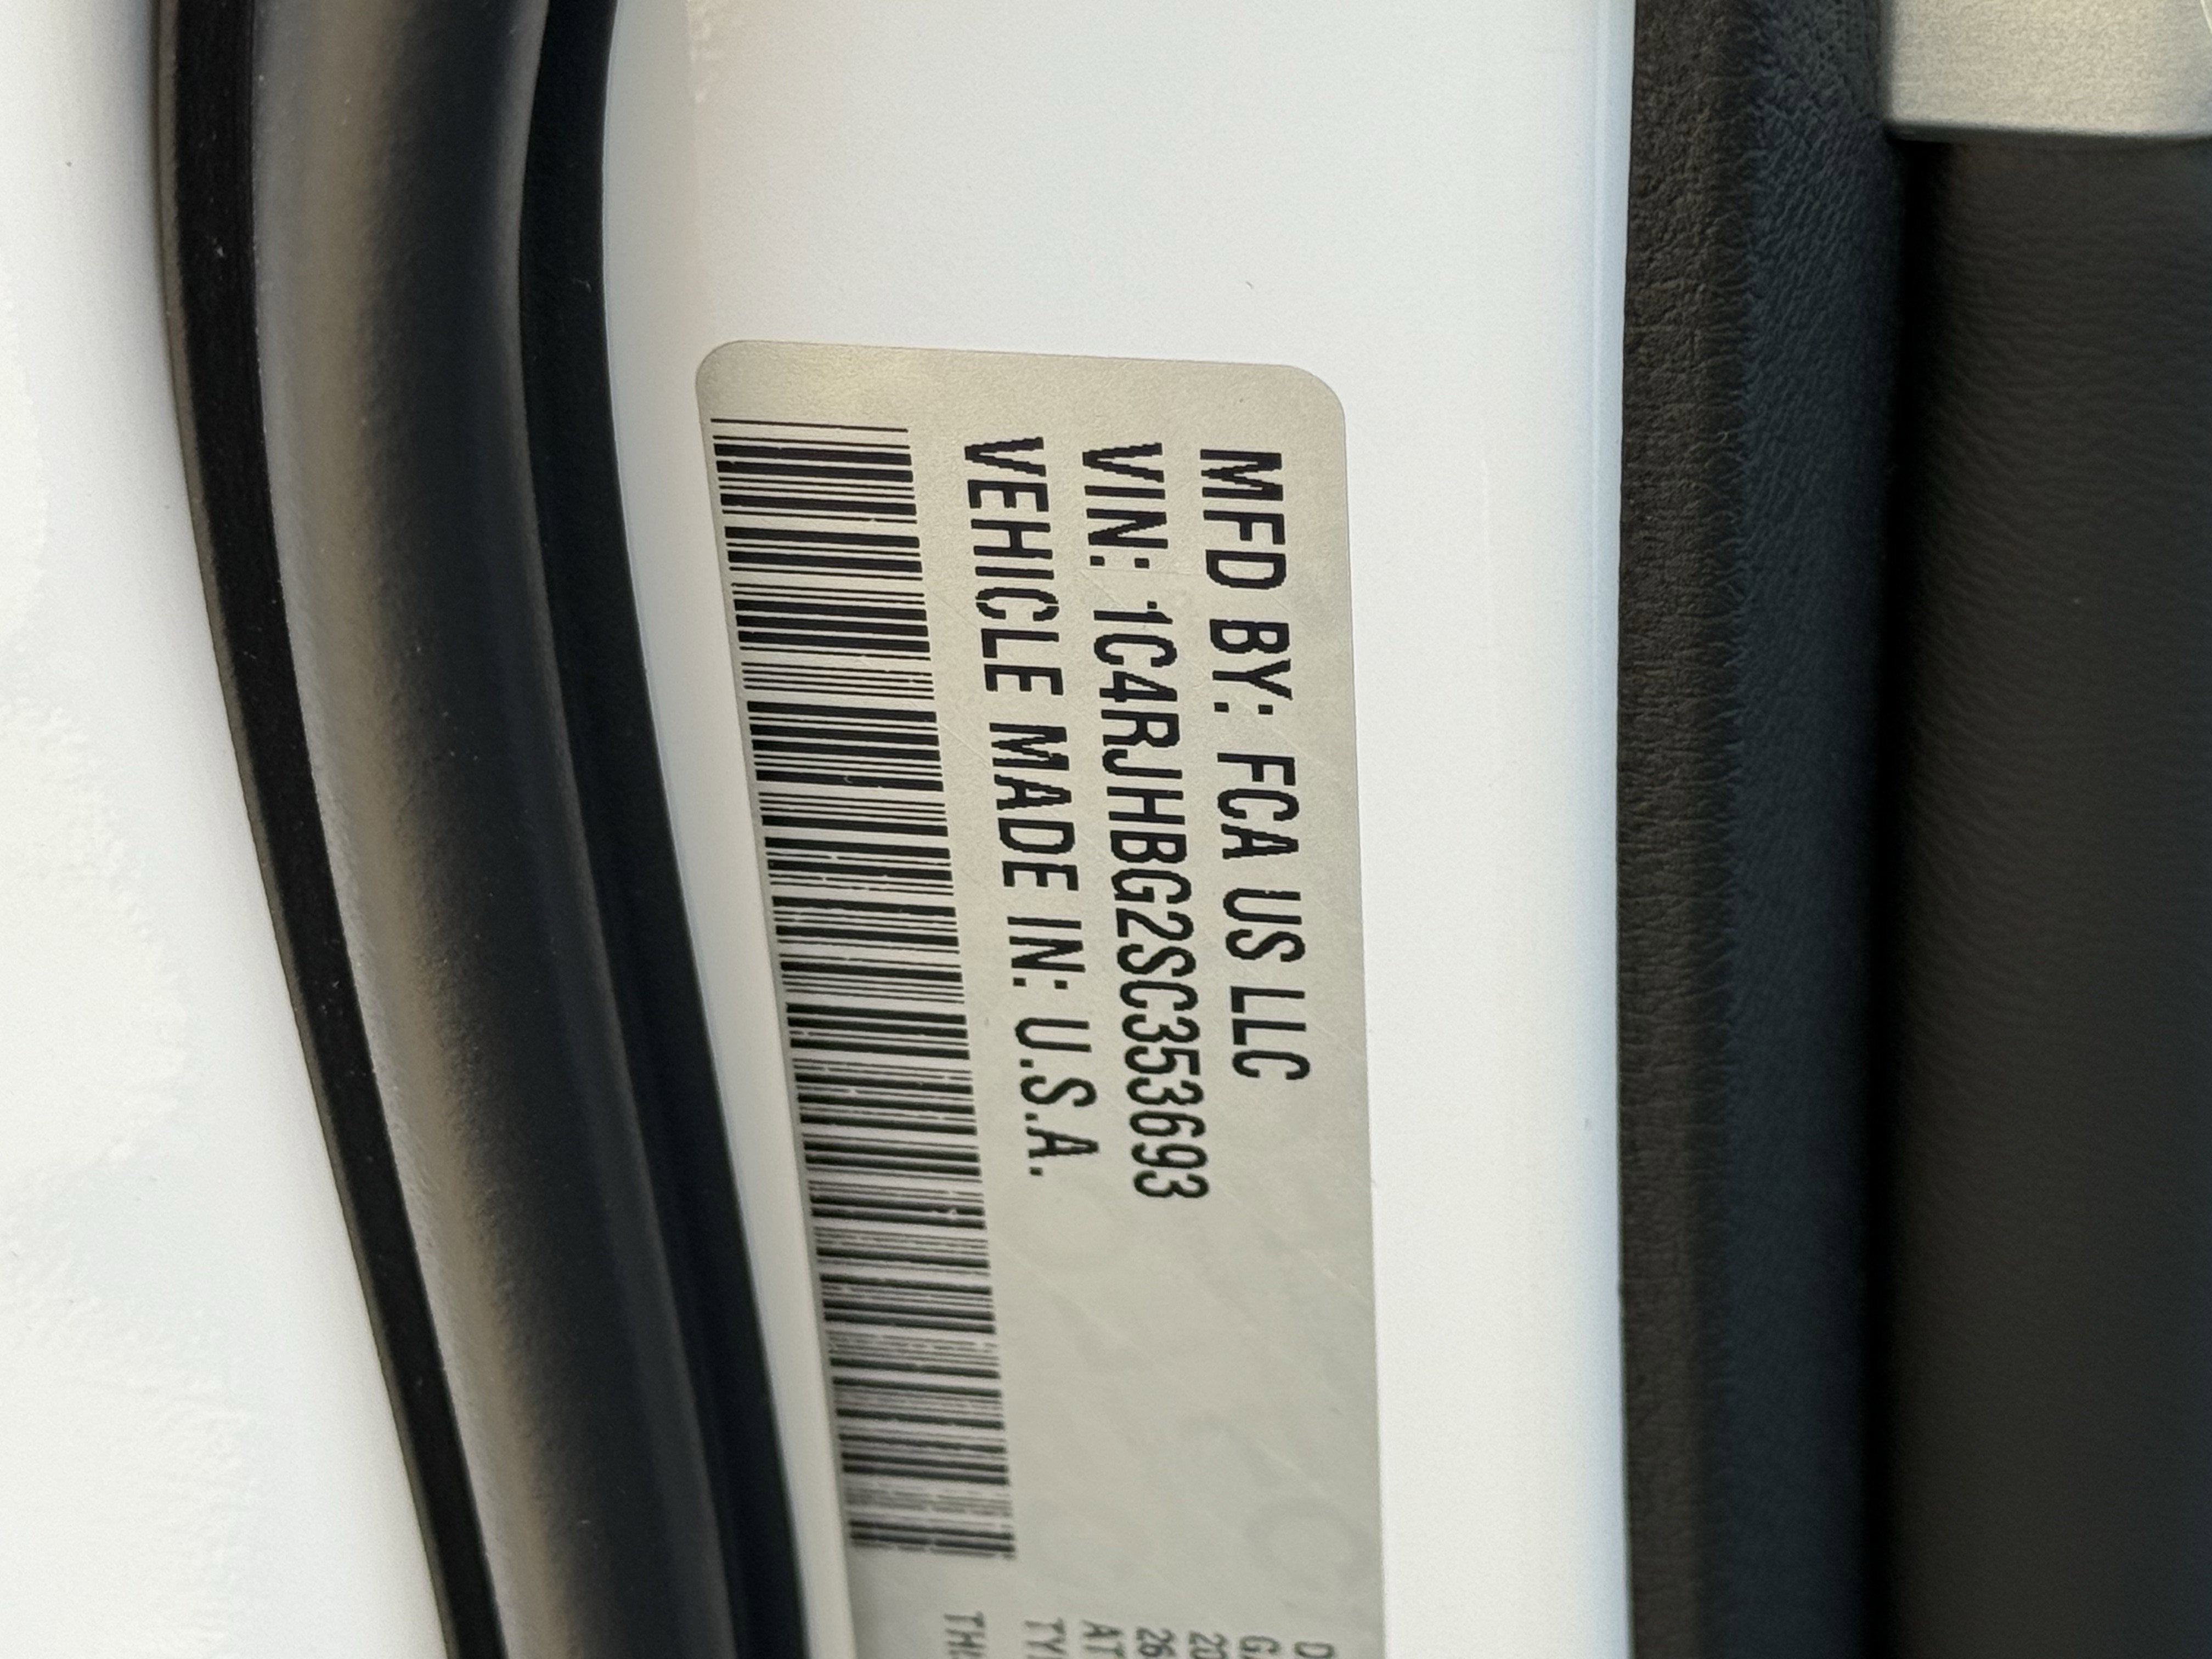 MFD BY: FCA US LLC
VIN: 1C4RJHBG2SC353693
VEHICLE MADE IN: U.S.A.